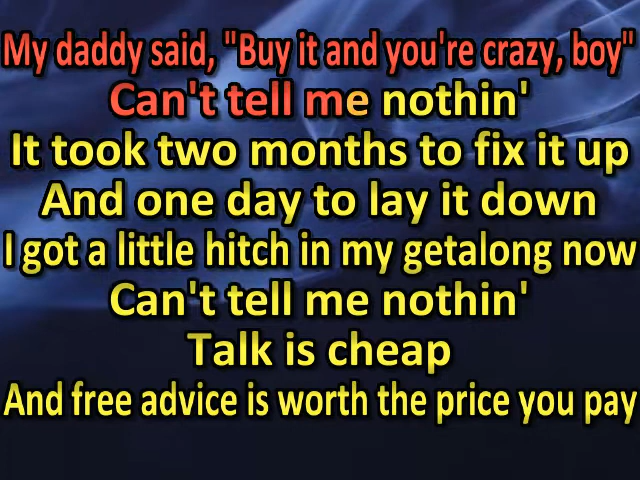 My daddy said, "Buy it and you're crazy, boy"
Can't tell me nothin'
It took two months to fix it up
And one day to lay it down
I got a little hitch in my getalong now
Can't tell me nothin'
Talk is cheap
And free advice is worth the price you pay